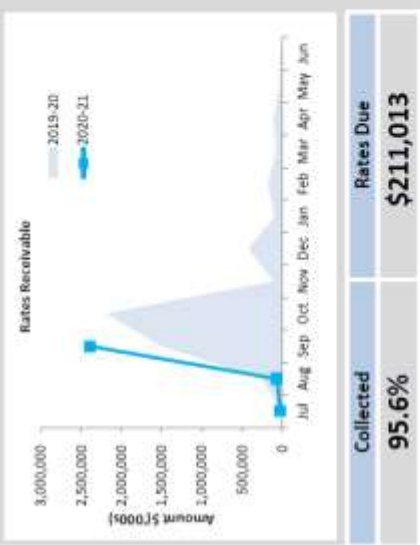 Rates Receivable
3,000,000
2,500,000
2,000,000
1,500,000
1,000,000
500,000
0
Amount $('000s)
2019-20
2020-21
Jul Aug Sep Oct Nov Dec Jan Feb Mar Apr May Jun
Collected Rates Due
95.6% $211,013